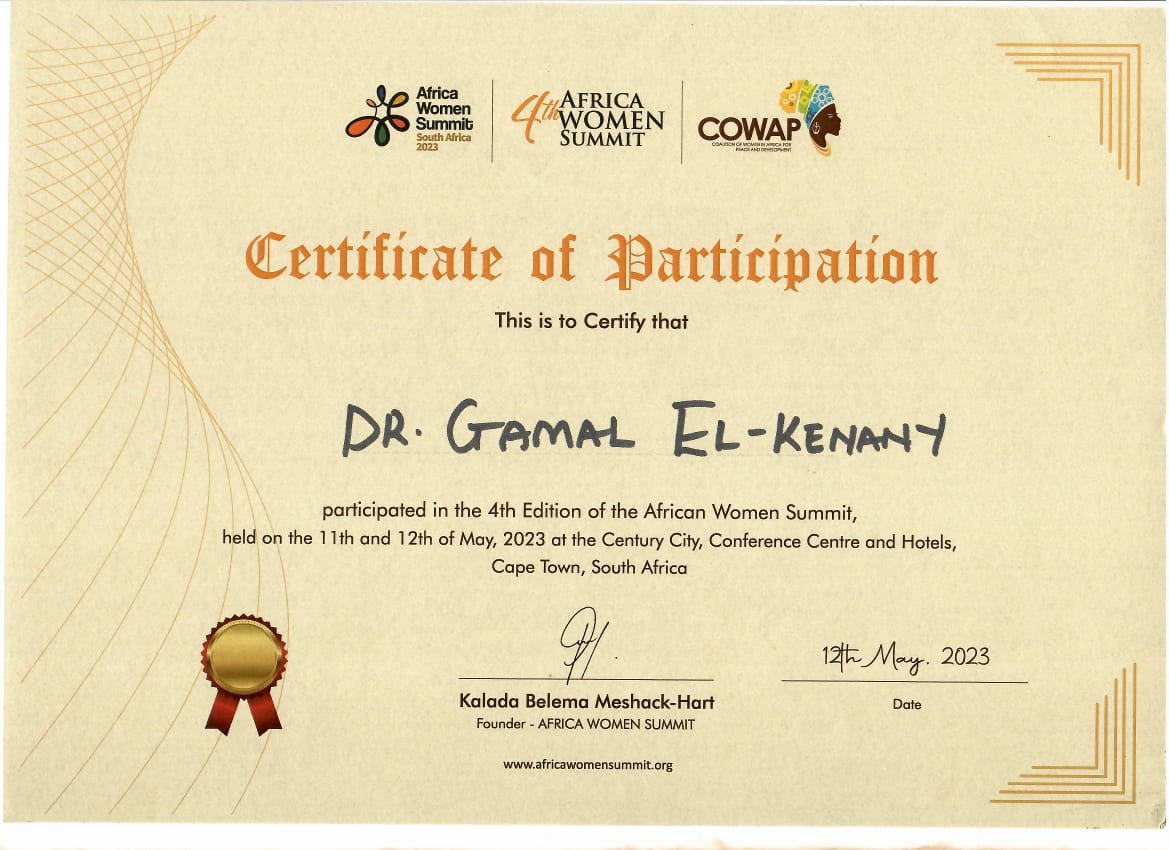 Africa
Women
Summit
South Africa
2023
4th AFRICA
WOMEN
SUMMIT
COWAP
COALITION OF WOMEN IN AFRICA FOR
PEACE AND DEVELOPMENT
Certificate of Participation
This is to Certify that
DR. GAMAL EL-KENANY
participated in the 4th Edition of the African Women Summit,
held on the 11th and 12th of May, 2023 at the Century City, Conference Centre and Hotels,
Cape Town, South Africa
12th May. 2023
Kalada Belema Meshack-Hart
Founder - AFRICA WOMEN SUMMIT
Date
www.africawomensummit.org